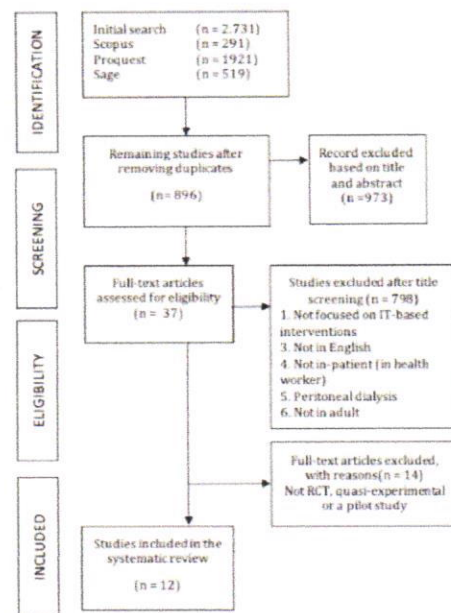 IDENTIFICATION
Initial search (n = 2.731)
Scopus (n = 291)
Proquest (n = 1921)
Sage (n = 519)
Remaining studies after
removing duplicates
(n = 896)
Record excluded
based on title
and abstract
(n =973)
SCREENING
Full-text articles
assessed for eligibility
(n = 37)
Studies excluded after title
screening (n = 798)
1. Not focused on IT-based
interventions
3. Not in English
4. Not in-patient (in health
worker)
5. Peritoneal dialysis
6. Not in adult
ELIGIBILITY
Full-text articles excluded,
with reasons(n = 14)
Not RCT, quasi-experimental
or a pilot study
INCLUDED
Studies included in the
systematic review
(n = 12)